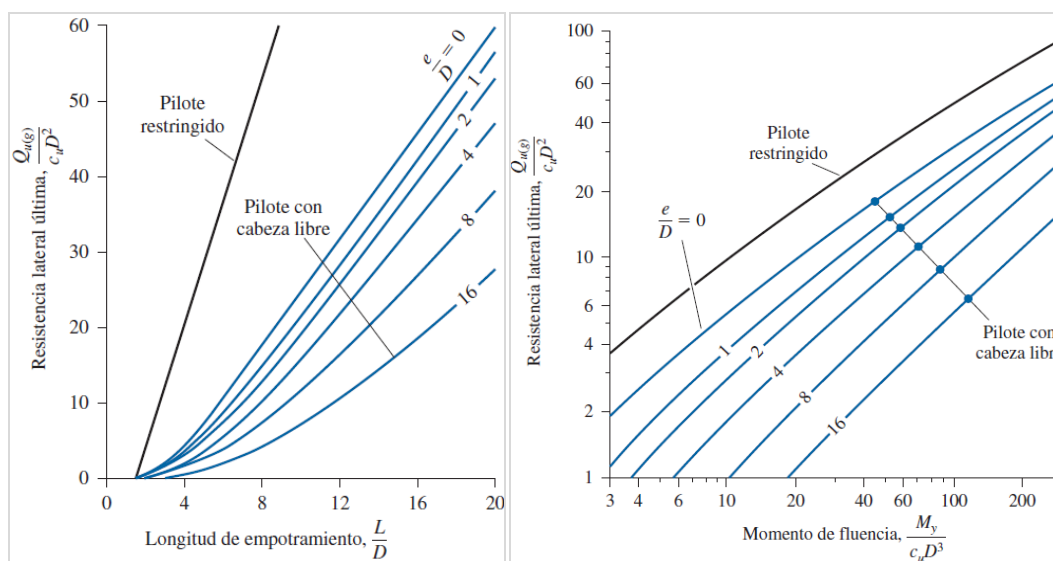 60
50
40
30
20
10
0
Resistencia lateral última, Qu(g) / cuD²
Pilote
restringido
Pilote con
cabeza libre
e/D = 0
1
2
4
8
16
0 4 8 12 16 20
Longitud de empotramiento, L/D
100
60
40
20
10
6
4
2
1
Resistencia lateral última, Qu(g) / cuD²
Pilote
restringido
e/D = 0
1
2
4
8
16
Pilote con
cabeza libre
3 4 6 10 20 40 60 100 200
Momento de fluencia, My / cuD³